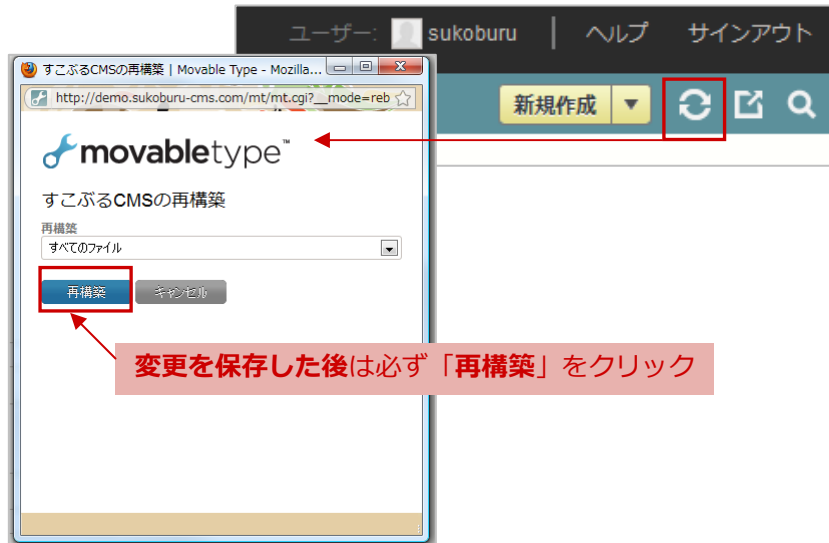 ユーザー: sukoburu ヘルプ サインアウト
新規作成
すこぶるCMSの再構築 | Movable Type - Mozilla...
http://demo.sukoburu-cms.com/mt/mt.cgi?__mode=reb
movabletype™
すこぶるCMSの再構築
再構築
すべてのファイル
再構築 キャンセル
変更を保存した後は必ず「再構築」をクリック